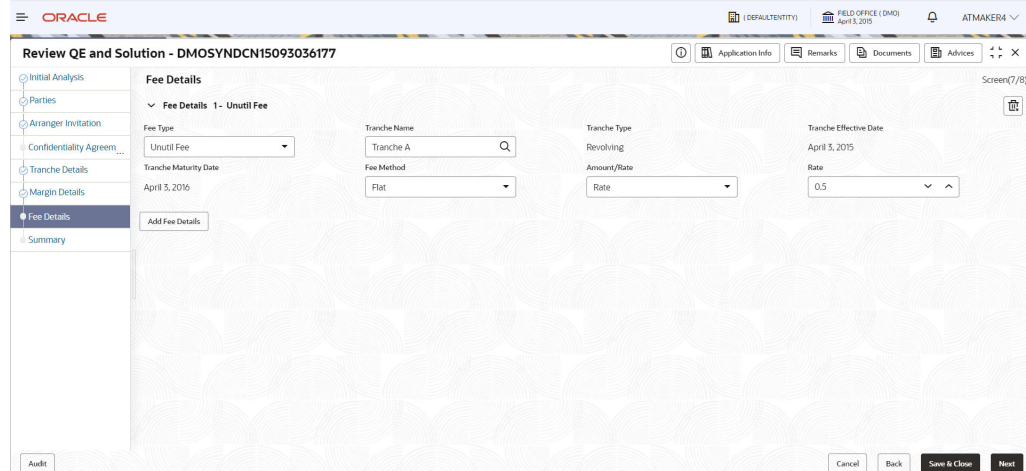 ORACLE
( DEFAULTENTITY)
FIELD OFFICE ( DMO)
April 3, 2015
ATMAKER4
Review QE and Solution - DMOSYNDCN15093036177
Application Info
Remarks
Documents
Advices
Initial Analysis
Parties
Arranger Invitation
Confidentiality Agreem...
Tranche Details
Margin Details
Fee Details
Summary
Fee Details
Screen(7/8)
Fee Details 1 - Unutil Fee
Fee Type Tranche Name Tranche Type Tranche Effective Date
Unutil Fee Tranche A Revolving April 3, 2015
Tranche Maturity Date Fee Method Amount/Rate Rate
April 3, 2016 Flat Rate 0.5
Add Fee Details
Audit Cancel Back Save & Close Next